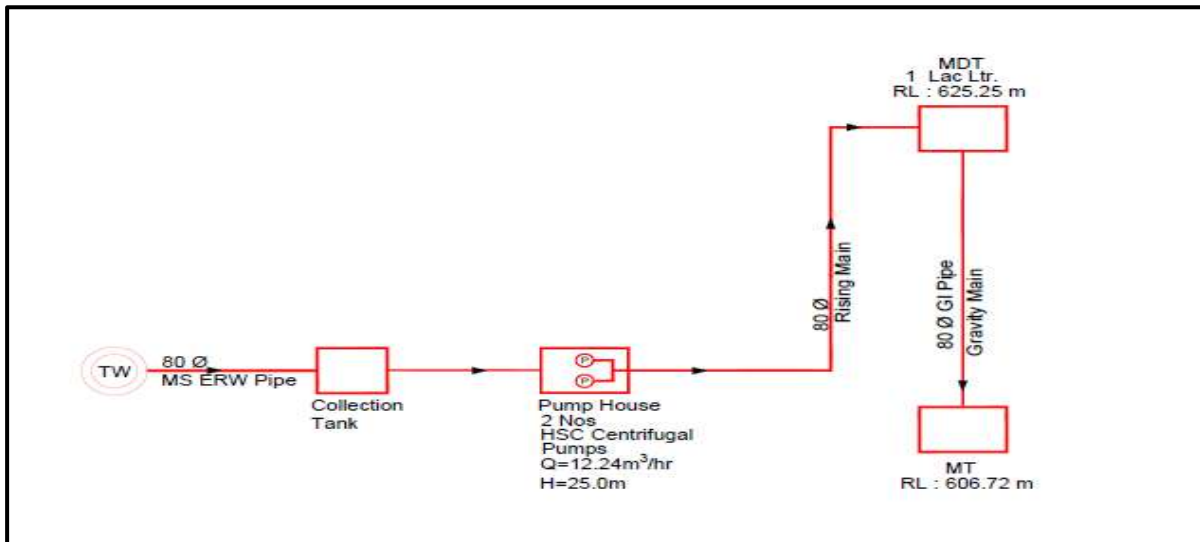 MDT
1 Lac Ltr.
RL : 625.25 m
80 Ø
Rising Main
80 Ø GI Pipe
Gravity Main
TW
80 Ø
MS ERW Pipe
Collection
Tank
P
P
Pump House
2 Nos
HSC Centrifugal
Pumps
Q=12.24m³/hr
H=25.0m
MT
RL : 606.72 m